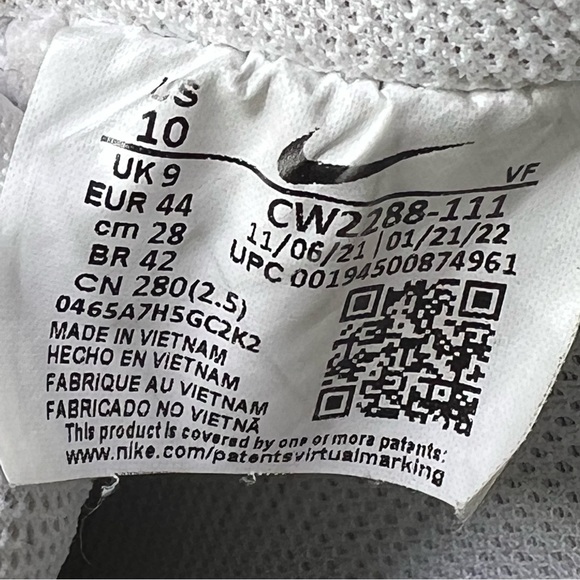 US
10
UK 9
EUR 44
cm 28
BR 42
CN 280(2.5)
0465A7H5GC2K2
MADE IN VIETNAM
HECHO EN VIETNAM
FABRIQUE AU VIETNAM
FABRICADO NO VIETNÃ
VF
CW2288-111
11/06/21 | 01/21/22
UPC 00194500874961
This product is covered by one or more patents:
www.nike.com/patentsvirtualmarking